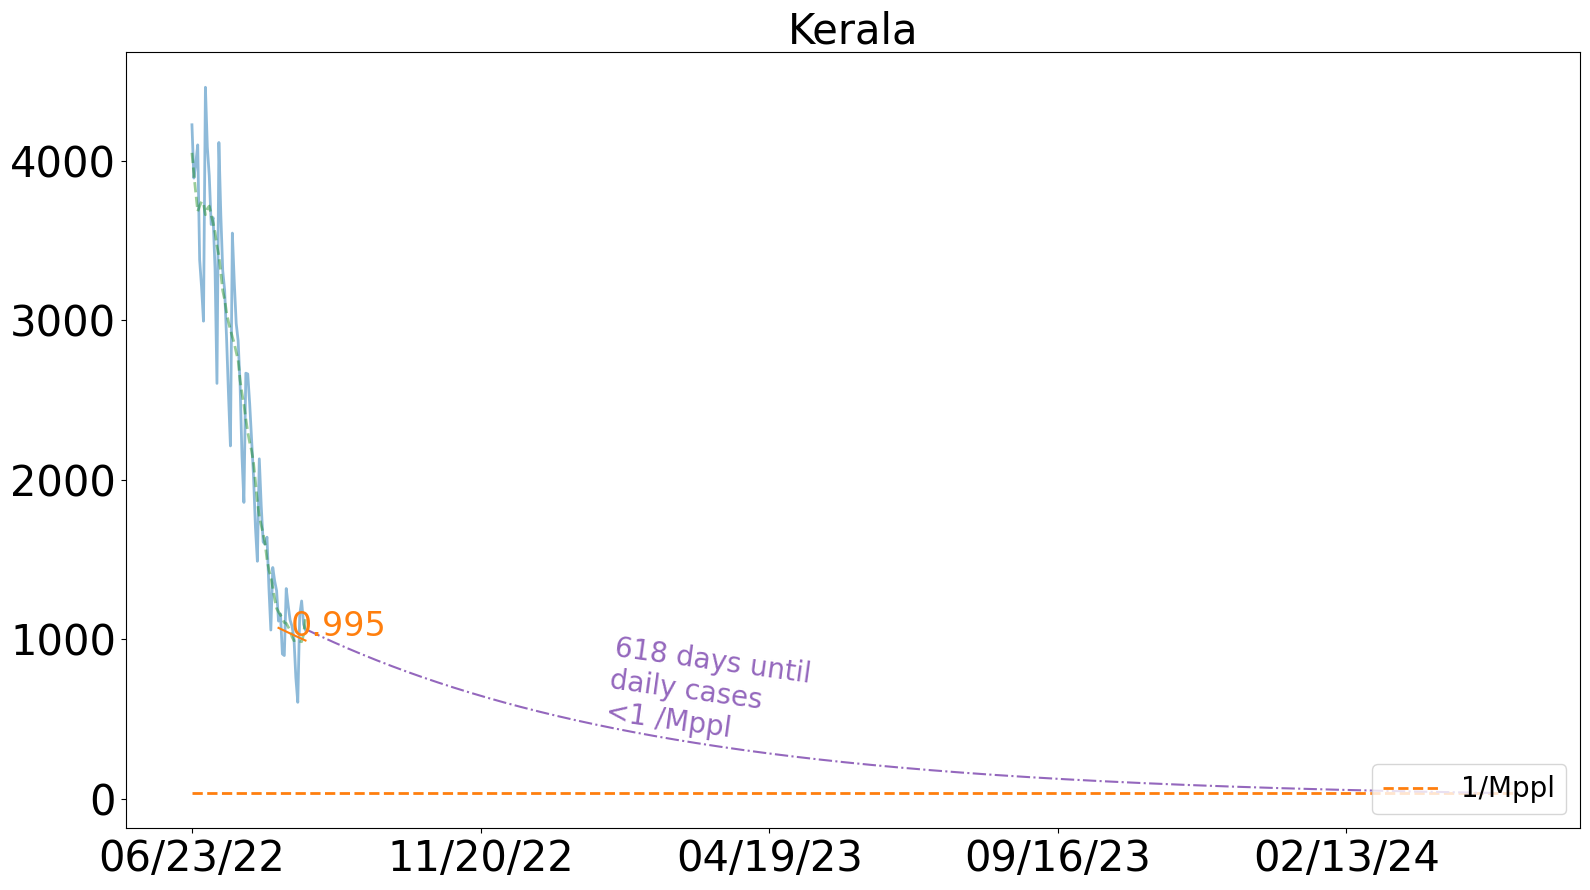 Kerala
4000
3000
2000
1000
0
0.995
618 days until
daily cases
<1 /Mppl
1/Mppl
06/23/22
11/20/22
04/19/23
09/16/23
02/13/24